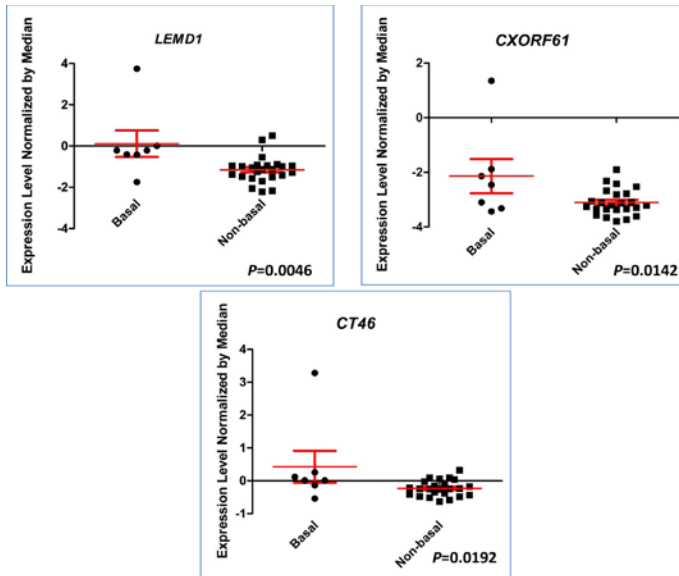 LEMD1
Expression Level Normalized by Median
4
2
0
-2
-4
Basal
Non-basal
P=0.0046
CXORF61
Expression Level Normalized by Median
2
0
-2
-4
Basal
Non-basal
P=0.0142
CT46
Expression Level Normalized by Median
4
3
2
1
0
-1
Basal
Non-basal
P=0.0192